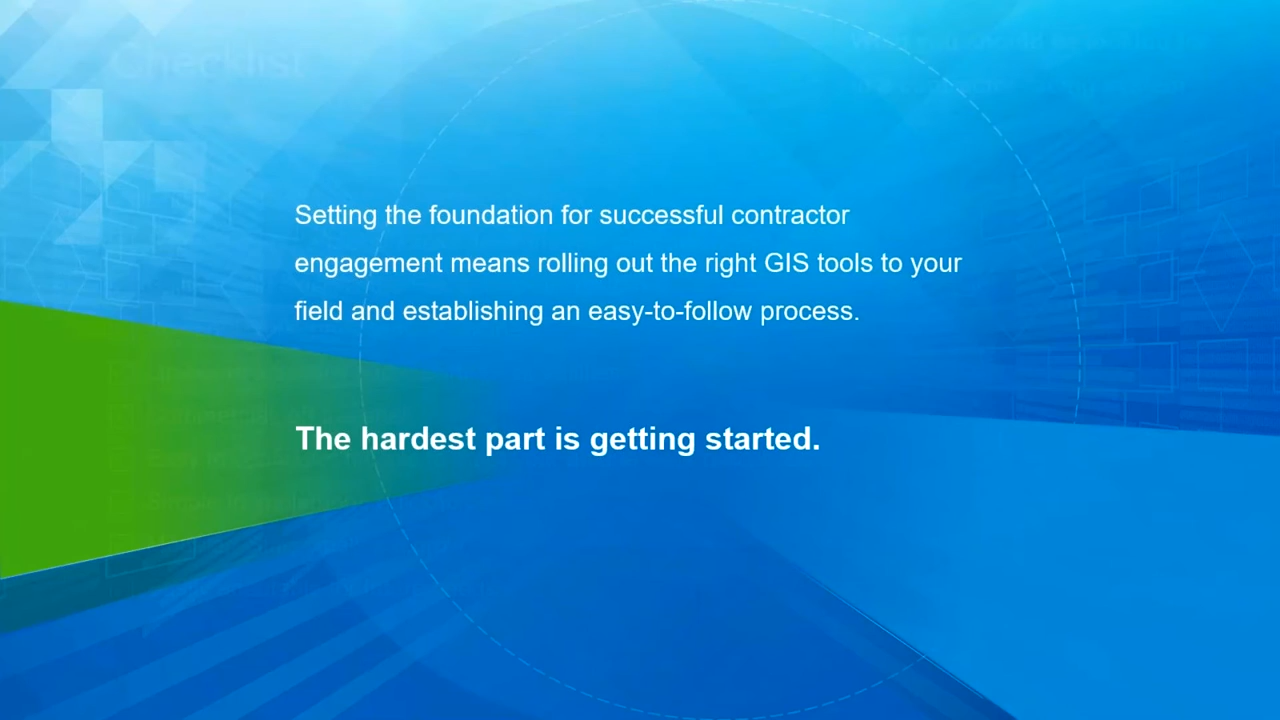 Checklist
Setting the foundation for successful contractor
engagement means rolling out the right GIS tools to your
field and establishing an easy-to-follow process.
The hardest part is getting started.